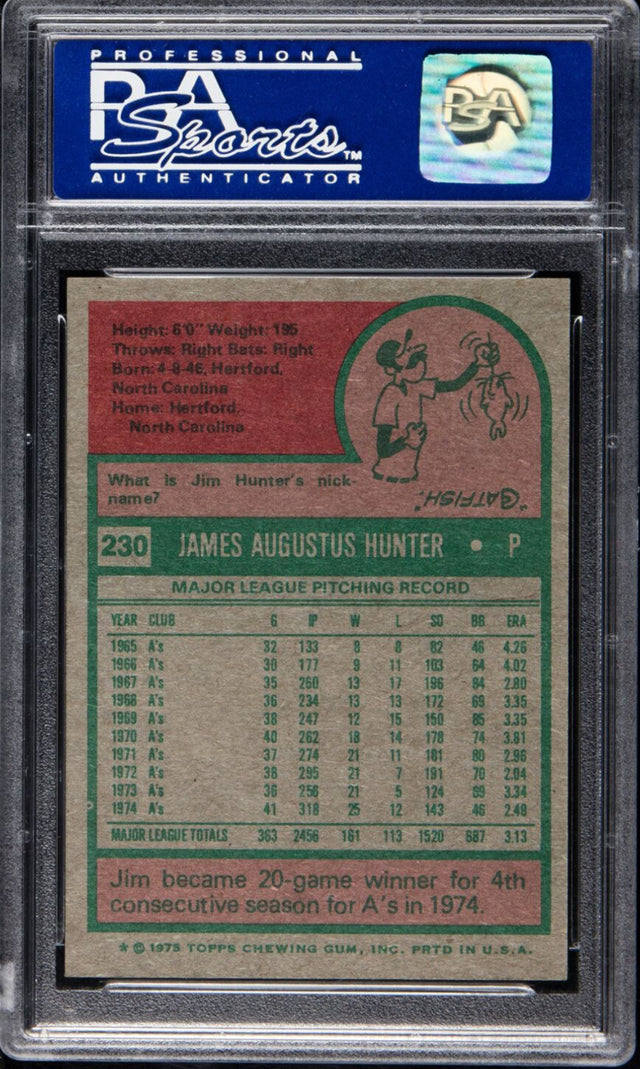 PROFESSIONAL
PSA
Sports™
AUTHENTICATOR
PSA
Height: 6'0" Weight: 195
Throws: Right Bats: Right
Born: 4-8-46, Hertford,
North Carolina
Home: Hertford,
North Carolina
What is Jim Hunter's nick-
name?
"CATFISH"
230 JAMES AUGUSTUS HUNTER • P
MAJOR LEAGUE PITCHING RECORD
YEAR CLUB G IP W L SO BB ERA
1965 A's 32 133 8 8 82 46 4.26
1966 A's 30 177 9 11 103 64 4.02
1967 A's 35 260 13 17 196 84 2.80
1968 A's 36 234 13 13 172 69 3.35
1969 A's 38 247 12 15 150 85 3.35
1970 A's 40 262 18 14 178 74 3.81
1971 A's 37 274 21 11 181 80 2.96
1972 A's 38 295 21 7 191 70 2.04
1973 A's 36 256 21 5 124 69 3.34
1974 A's 41 318 25 12 143 46 2.49
MAJOR LEAGUE TOTALS 363 2456 161 113 1520 687 3.13
Jim became 20-game winner for 4th
consecutive season for A's in 1974.
* © 1975 TOPPS CHEWING GUM, INC. PRTD IN U.S.A.